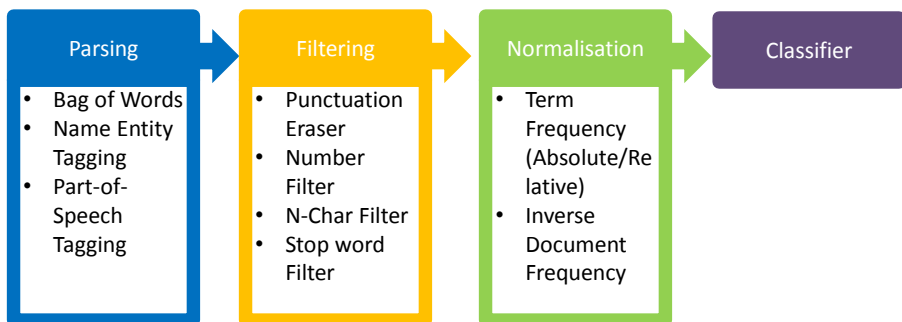 Parsing
• Bag of Words
• Name Entity
Tagging
• Part-of-
Speech
Tagging
Filtering
• Punctuation
Eraser
• Number
Filter
• N-Char Filter
• Stop word
Filter
Normalisation
• Term
Frequency
(Absolute/Re
lative)
• Inverse
Document
Frequency
Classifier